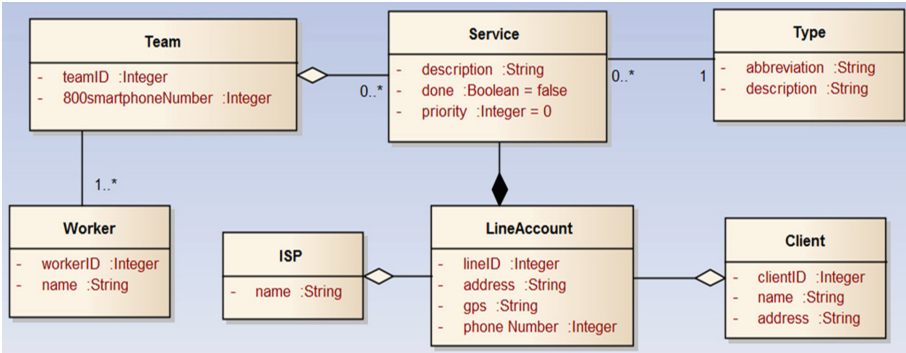 Team
- teamID :Integer
- 800smartphoneNumber :Integer
Service
- description :String
- done :Boolean = false
- priority :Integer = 0
Type
- abbreviation :String
- description :String
0..*
0..*
1
1..*
Worker
- workerID :Integer
- name :String
ISP
- name :String
LineAccount
- lineID :Integer
- address :String
- gps :String
- phone Number :Integer
Client
- clientID :Integer
- name :String
- address :String